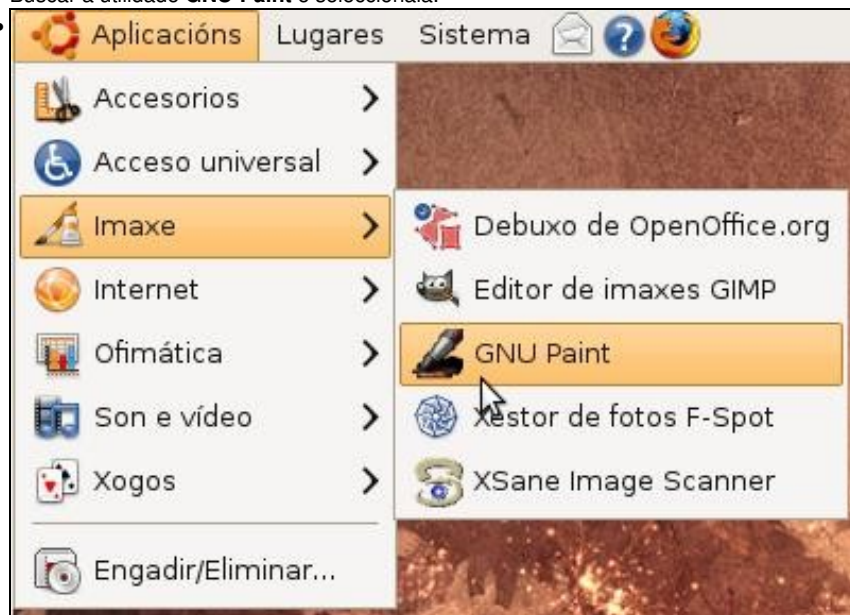 Buscar a utilidade GNU Paint e seleccionala.
Aplicacións Lugares Sistema
Accesorios
Acceso universal
Imaxe
Internet
Ofimática
Son e vídeo
Xogos
Engadir/Eliminar...
Debuxo de OpenOffice.org
Editor de imaxes GIMP
GNU Paint
Xestor de fotos F-Spot
XSane Image Scanner